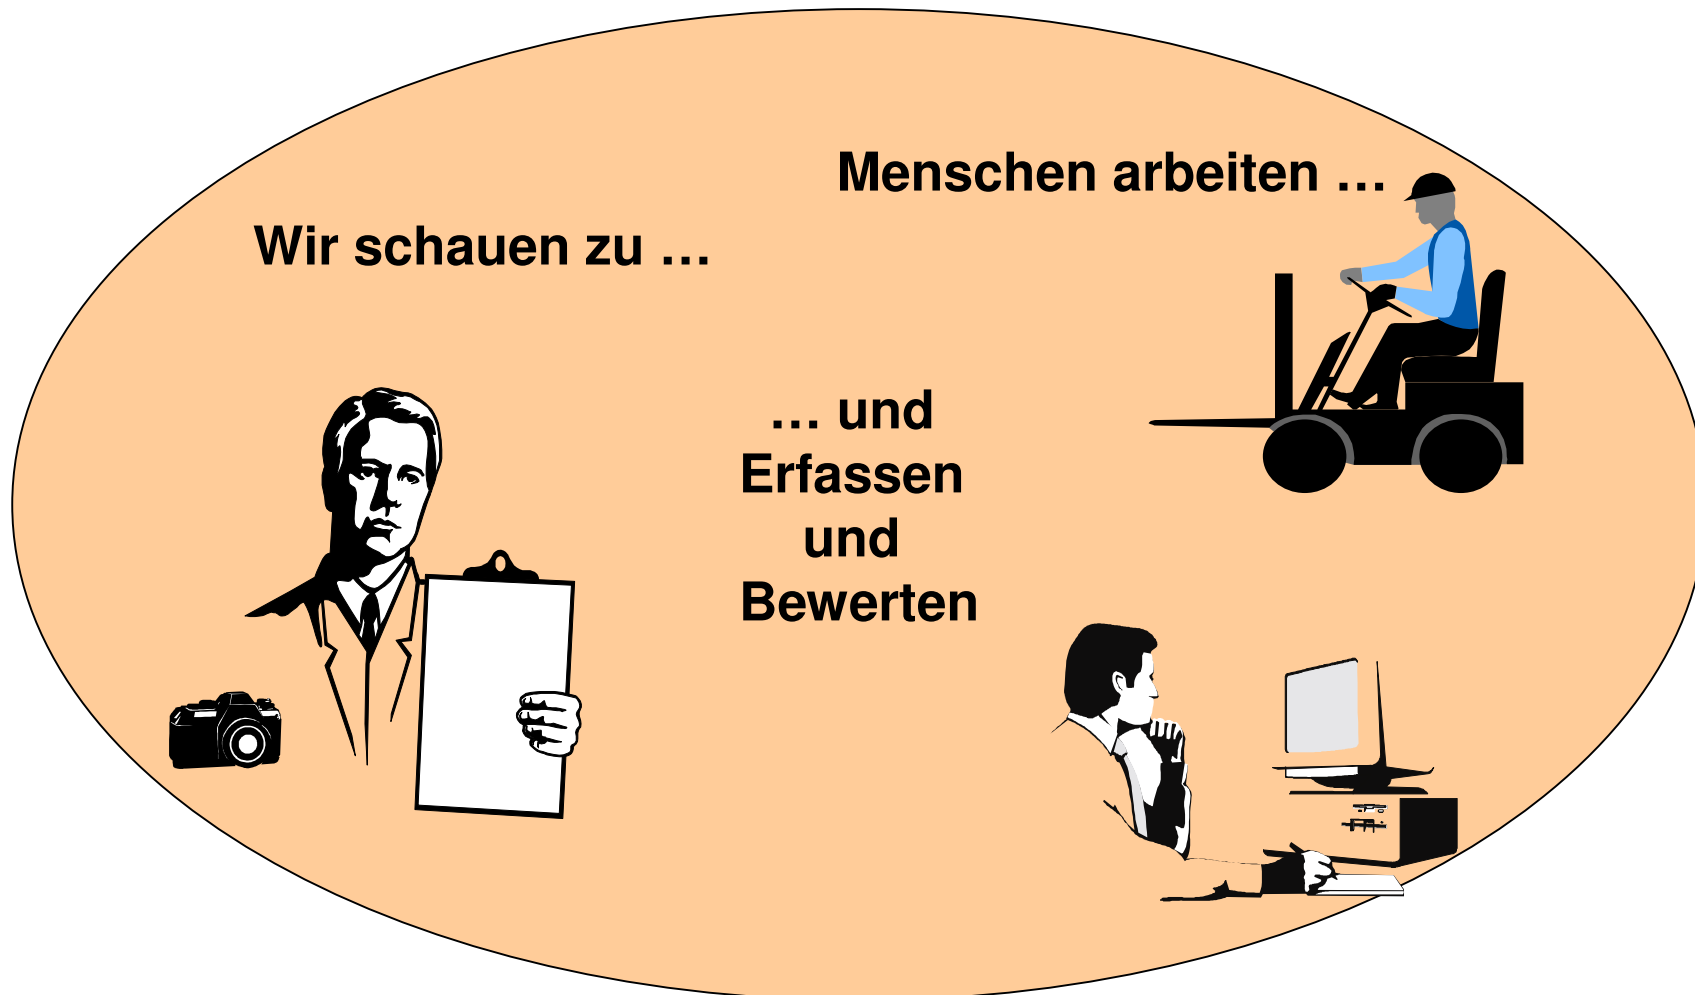 Menschen arbeiten …
Wir schauen zu …
… und
Erfassen
und
Bewerten